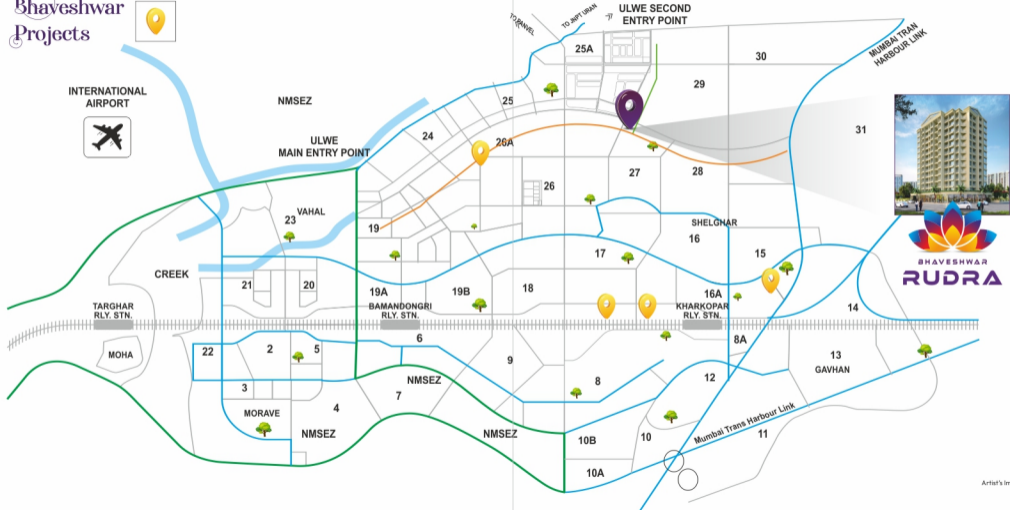 Bhaveshwar
Projects
TO PANVEL
TO JNPT URAN
ULWE SECOND
ENTRY POINT
MUMBAI TRAN
HARBOUR LINK
INTERNATIONAL
AIRPORT
NMSEZ
ULWE
MAIN ENTRY POINT
25A
30
29
25
24
26A
31
27
28
26
23
VAHAL
19
SHELGHAR
16
17
15
CREEK
21
20
19A
19B
18
16A
TARGHAR
RLY. STN.
BAMANDONGRI
RLY. STN.
KHARKOPAR
RLY. STN.
14
BHAVESHWAR
RUDRA
MOHA
22
2
5
6
8A
9
13
GAVHAN
3
NMSEZ
7
8
12
MORAVE
4
NMSEZ
NMSEZ
10B
10
Mumbai Trans Harbour Link
11
10A
Artist's Im